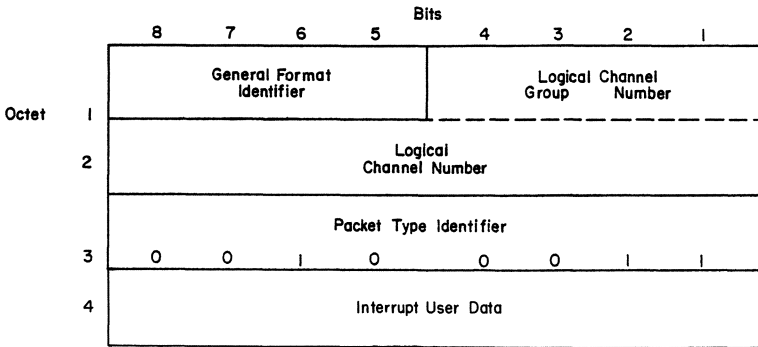 Bits
8 7 6 5 4 3 2 1
General Format
Identifier
Logical Channel
Group Number
Octet 1
Logical
Channel Number
2
Packet Type Identifier
3 0 0 1 0 0 0 1 1
4 Interrupt User Data